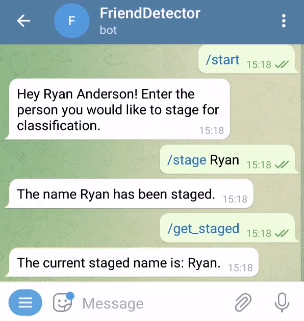 FriendDetector
F
bot
/start
15:18
Hey Ryan Anderson! Enter the
person you would like to stage for
classification.
15:18
/stage Ryan 15:18
The name Ryan has been staged. 15:18
/get_staged 15:18
The current staged name is: Ryan. 15:18
Message